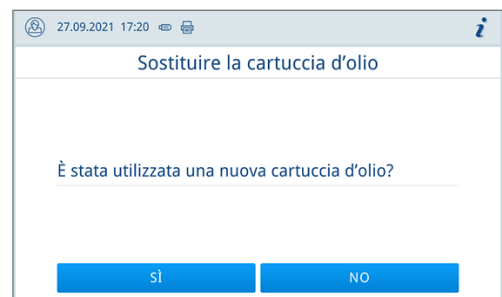 27.09.2021 17:20
i
Sostituire la cartuccia d'olio
È stata utilizzata una nuova cartuccia d'olio?
SÌ
NO